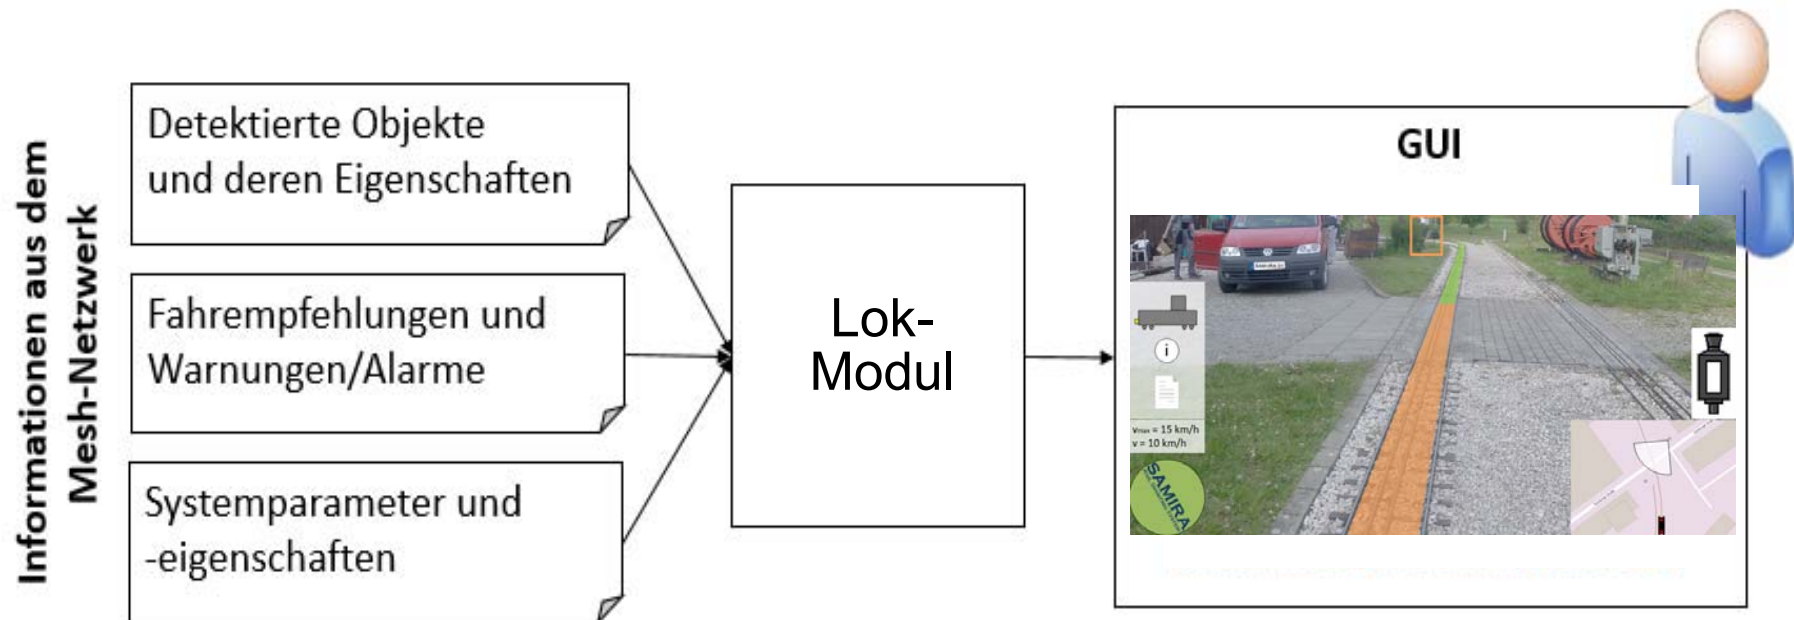 Informationen aus dem
Mesh-Netzwerk
Detektierte Objekte
und deren Eigenschaften
Fahrempfehlungen und
Warnungen/Alarme
Systemparameter und
-eigenschaften
Lok-
Modul
GUI
i
vmax = 15 km/h
v = 10 km/h
SAMIRA